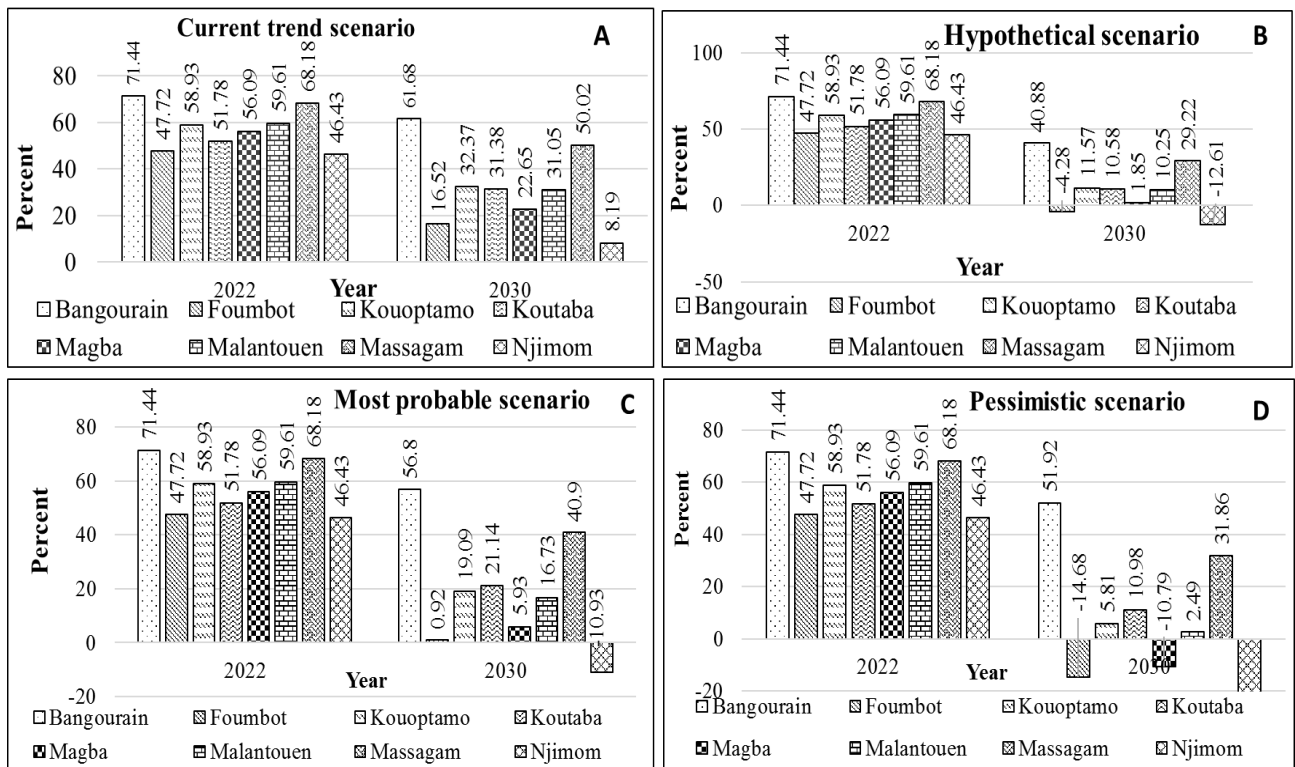 Current trend scenario A
71.44 47.72 58.93 51.78 56.09 59.61 68.18 46.43
61.68 16.52 32.37 31.38 22.65 31.05 50.02 8.19
80
60
40
20
0
Percent
2022 Year 2030
Bangourain Foumbot Kouoptamo Koutaba
Magba Malantouen Massagam Njimom
Hypothetical scenario B
71.44 47.72 58.93 51.78 56.09 59.61 68.18 46.43
40.88 -4.28 11.57 10.58 1.85 10.25 29.22 -12.61
100
50
0
-50
Percent
2022 2030
Year
Bangourain Foumbot Kouoptamo Koutaba
Magba Malantouen Massagam Njimom
Most probable scenario C
71.44 47.72 58.93 51.78 56.09 59.61 68.18 46.43
56.8 0.92 19.09 21.14 5.93 16.73 40.9 -10.93
80
60
40
20
0
-20
Percent
2022 Year 2030
Bangourain Foumbot Kouoptamo Koutaba
Magba Malantouen Massagam Njimom
Pessimistic scenario D
71.44 47.72 58.93 51.78 56.09 59.61 68.18 46.43
51.92 -14.68 5.81 10.98 -10.79 2.49 31.86
80
60
40
20
0
-20
Percent
2022 Year 2030
Bangourain Foumbot Kouoptamo Koutaba
Magba Malantouen Massagam Njimom